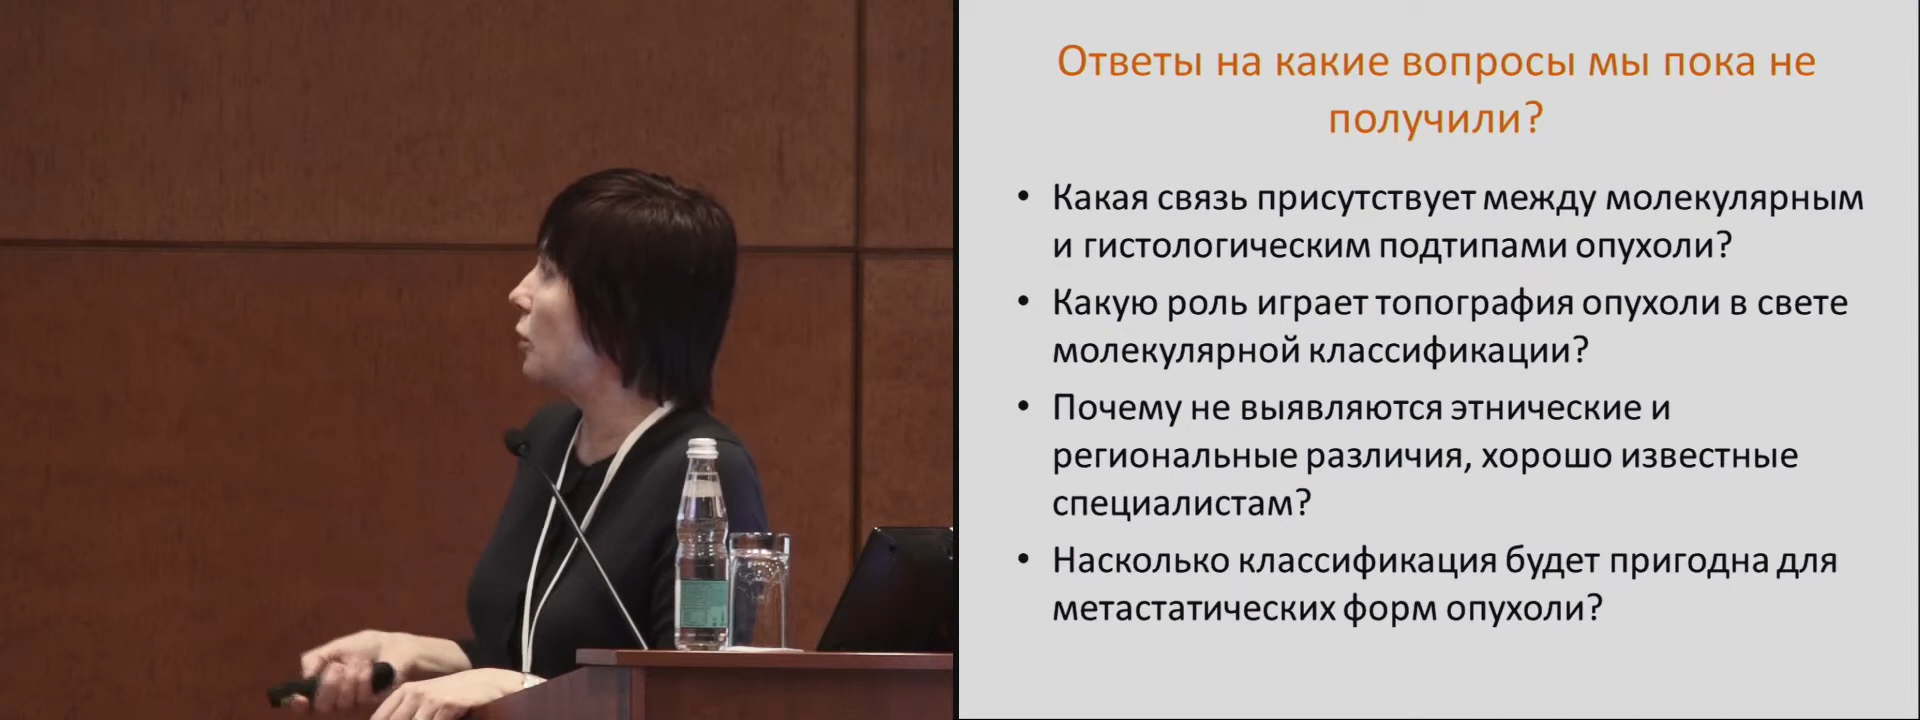 Ответы на какие вопросы мы пока не
получили?
• Какая связь присутствует между молекулярным
и гистологическим подтипами опухоли?
• Какую роль играет топография опухоли в свете
молекулярной классификации?
• Почему не выявляются этнические и
региональные различия, хорошо известные
специалистам?
• Насколько классификация будет пригодна для
метастатических форм опухоли?